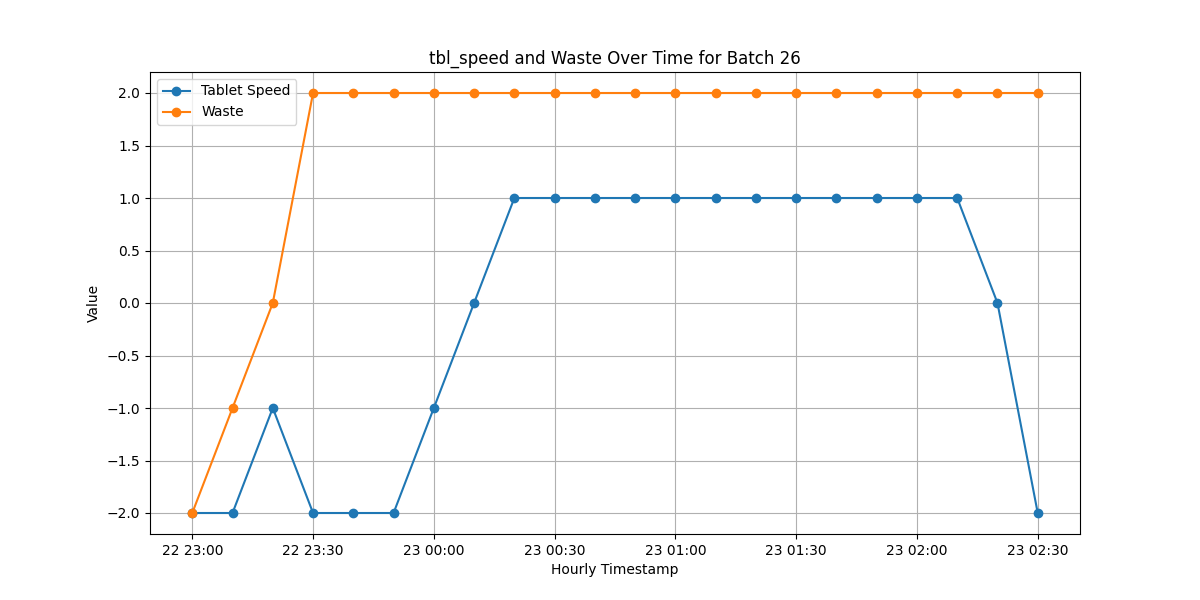 tbl_speed and Waste Over Time for Batch 26
Tablet Speed
Waste
Value
2.0
1.5
1.0
0.5
0.0
−0.5
−1.0
−1.5
−2.0
22 23:00 22 23:30 23 00:00 23 00:30 23 01:00 23 01:30 23 02:00 23 02:30
Hourly Timestamp